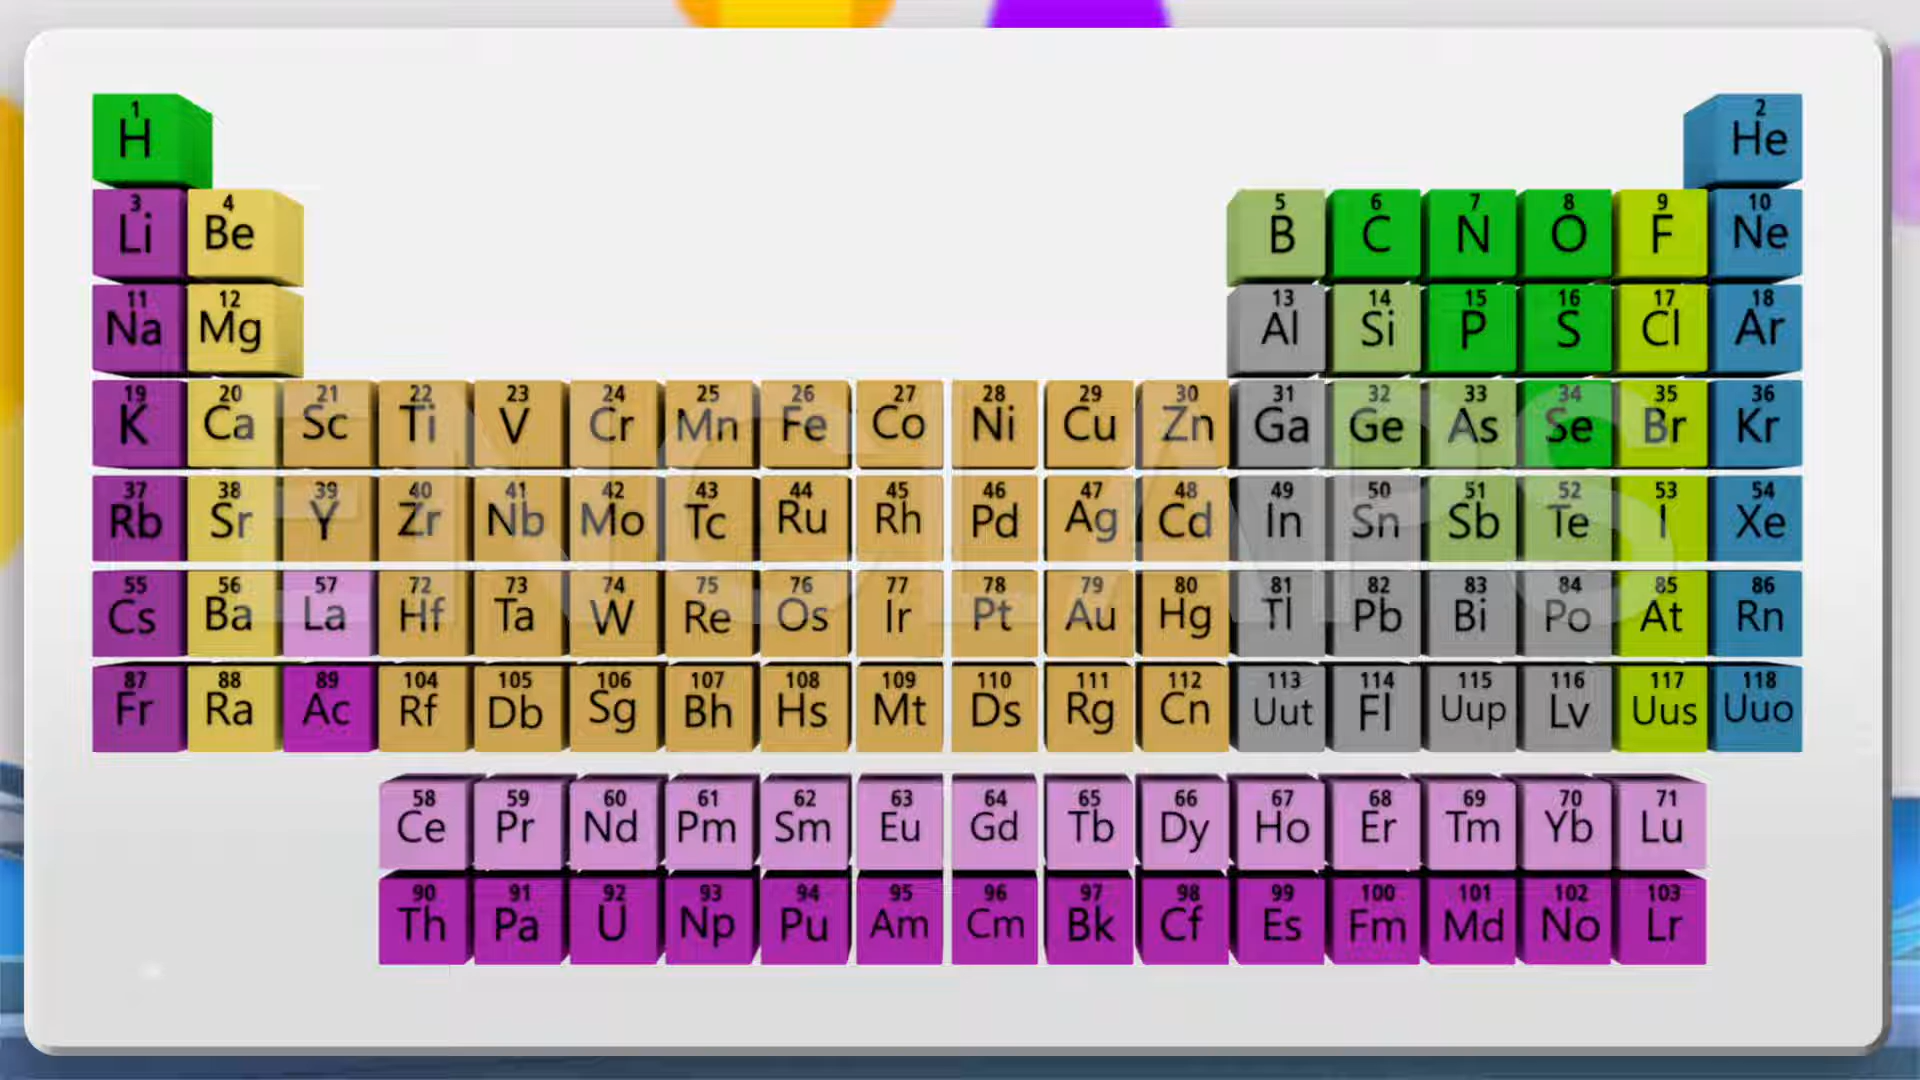 1 2
H He
3 4 5 6 7 8 9 10
Li Be B C N O F Ne
11 12 13 14 15 16 17 18
Na Mg Al Si P S Cl Ar
19 20 21 22 23 24 25 26 27 28 29 30 31 32 33 34 35 36
K Ca Sc Ti V Cr Mn Fe Co Ni Cu Zn Ga Ge As Se Br Kr
37 38 39 40 41 42 43 44 45 46 47 48 49 50 51 52 53 54
Rb Sr Y Zr Nb Mo Tc Ru Rh Pd Ag Cd In Sn Sb Te I Xe
55 56 57 72 73 74 75 76 77 78 79 80 81 82 83 84 85 86
Cs Ba La Hf Ta W Re Os Ir Pt Au Hg Tl Pb Bi Po At Rn
87 88 89 104 105 106 107 108 109 110 111 112 113 114 115 116 117 118
Fr Ra Ac Rf Db Sg Bh Hs Mt Ds Rg Cn Uut Fl Uup Lv Uus Uuo
58 59 60 61 62 63 64 65 66 67 68 69 70 71
Ce Pr Nd Pm Sm Eu Gd Tb Dy Ho Er Tm Yb Lu
90 91 92 93 94 95 96 97 98 99 100 101 102 103
Th Pa U Np Pu Am Cm Bk Cf Es Fm Md No Lr